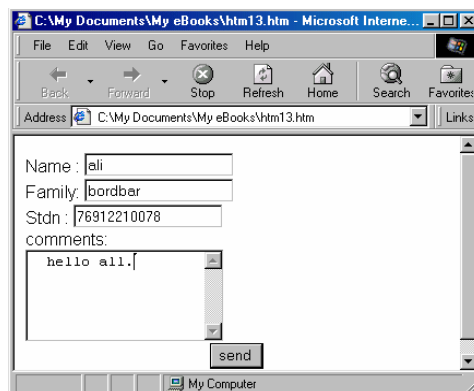 C:\My Documents\My eBooks\htm13.htm - Microsoft Interne...
File Edit View Go Favorites Help
Back Forward Stop Refresh Home Search Favorites
Address C:\My Documents\My eBooks\htm13.htm Links
Name : ali
Family: bordbar
Stdn : 76912210078
comments:
hello all.
send
My Computer